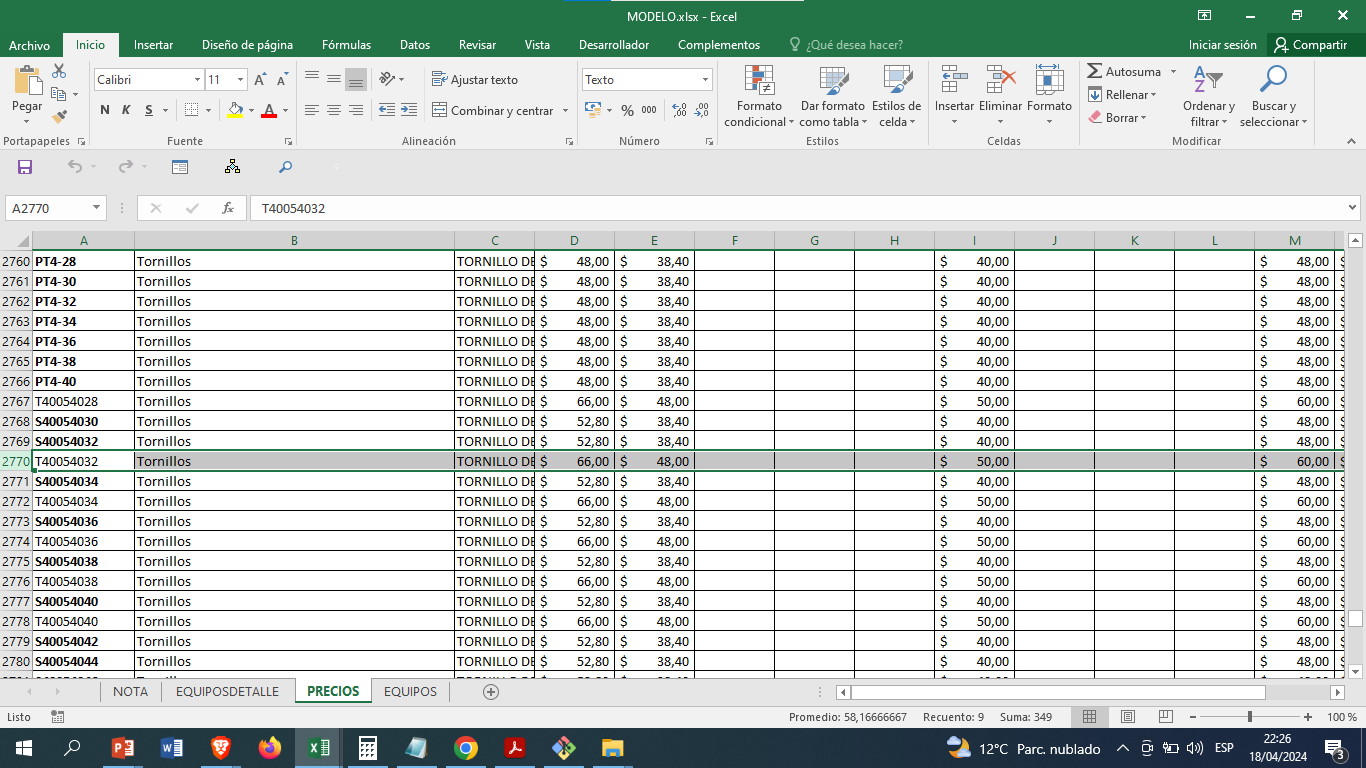 MODELO.xlsx - Excel
Archivo Inicio Insertar Diseño de página Fórmulas Datos Revisar Vista Desarrollador Complementos ¿Qué desea hacer? Iniciar sesión Compartir
Pegar
Calibri 11
N K S
Ajustar texto
Combinar y centrar
Texto
% 000
Formato condicional
Dar formato como tabla
Estilos de celda
Insertar Eliminar Formato
Autosuma
Rellenar
Borrar
Ordenar y filtrar
Buscar y seleccionar
Portapapeles Fuente Alineación Número Estilos Celdas Modificar
A2770 fx T40054032
A B C D E F G H I J K L M
2760 PT4-28 Tornillos TORNILLO DE $ 48,00 $ 38,40 $ 40,00 $ 48,00 $
2761 PT4-30 Tornillos TORNILLO DE $ 48,00 $ 38,40 $ 40,00 $ 48,00 $
2762 PT4-32 Tornillos TORNILLO DE $ 48,00 $ 38,40 $ 40,00 $ 48,00 $
2763 PT4-34 Tornillos TORNILLO DE $ 48,00 $ 38,40 $ 40,00 $ 48,00 $
2764 PT4-36 Tornillos TORNILLO DE $ 48,00 $ 38,40 $ 40,00 $ 48,00 $
2765 PT4-38 Tornillos TORNILLO DE $ 48,00 $ 38,40 $ 40,00 $ 48,00 $
2766 PT4-40 Tornillos TORNILLO DE $ 48,00 $ 38,40 $ 40,00 $ 48,00 $
2767 T40054028 Tornillos TORNILLO DE $ 66,00 $ 48,00 $ 50,00 $ 60,00 $
2768 S40054030 Tornillos TORNILLO DE $ 52,80 $ 38,40 $ 40,00 $ 48,00 $
2769 S40054032 Tornillos TORNILLO DE $ 52,80 $ 38,40 $ 40,00 $ 48,00 $
2770 T40054032 Tornillos TORNILLO DE $ 66,00 $ 48,00 $ 50,00 $ 60,00 $
2771 S40054034 Tornillos TORNILLO DE $ 52,80 $ 38,40 $ 40,00 $ 48,00 $
2772 T40054034 Tornillos TORNILLO DE $ 66,00 $ 48,00 $ 50,00 $ 60,00 $
2773 S40054036 Tornillos TORNILLO DE $ 52,80 $ 38,40 $ 40,00 $ 48,00 $
2774 T40054036 Tornillos TORNILLO DE $ 66,00 $ 48,00 $ 50,00 $ 60,00 $
2775 S40054038 Tornillos TORNILLO DE $ 52,80 $ 38,40 $ 40,00 $ 48,00 $
2776 T40054038 Tornillos TORNILLO DE $ 66,00 $ 48,00 $ 50,00 $ 60,00 $
2777 S40054040 Tornillos TORNILLO DE $ 52,80 $ 38,40 $ 40,00 $ 48,00 $
2778 T40054040 Tornillos TORNILLO DE $ 66,00 $ 48,00 $ 50,00 $ 60,00 $
2779 S40054042 Tornillos TORNILLO DE $ 52,80 $ 38,40 $ 40,00 $ 48,00 $
2780 S40054044 Tornillos TORNILLO DE $ 52,80 $ 38,40 $ 40,00 $ 48,00 $
NOTA EQUIPOSDETALLE PRECIOS EQUIPOS
Listo Promedio: 58,16666667 Recuento: 9 Suma: 349 100 %
12°C Parc. nublado ESP 22:26
18/04/2024 3